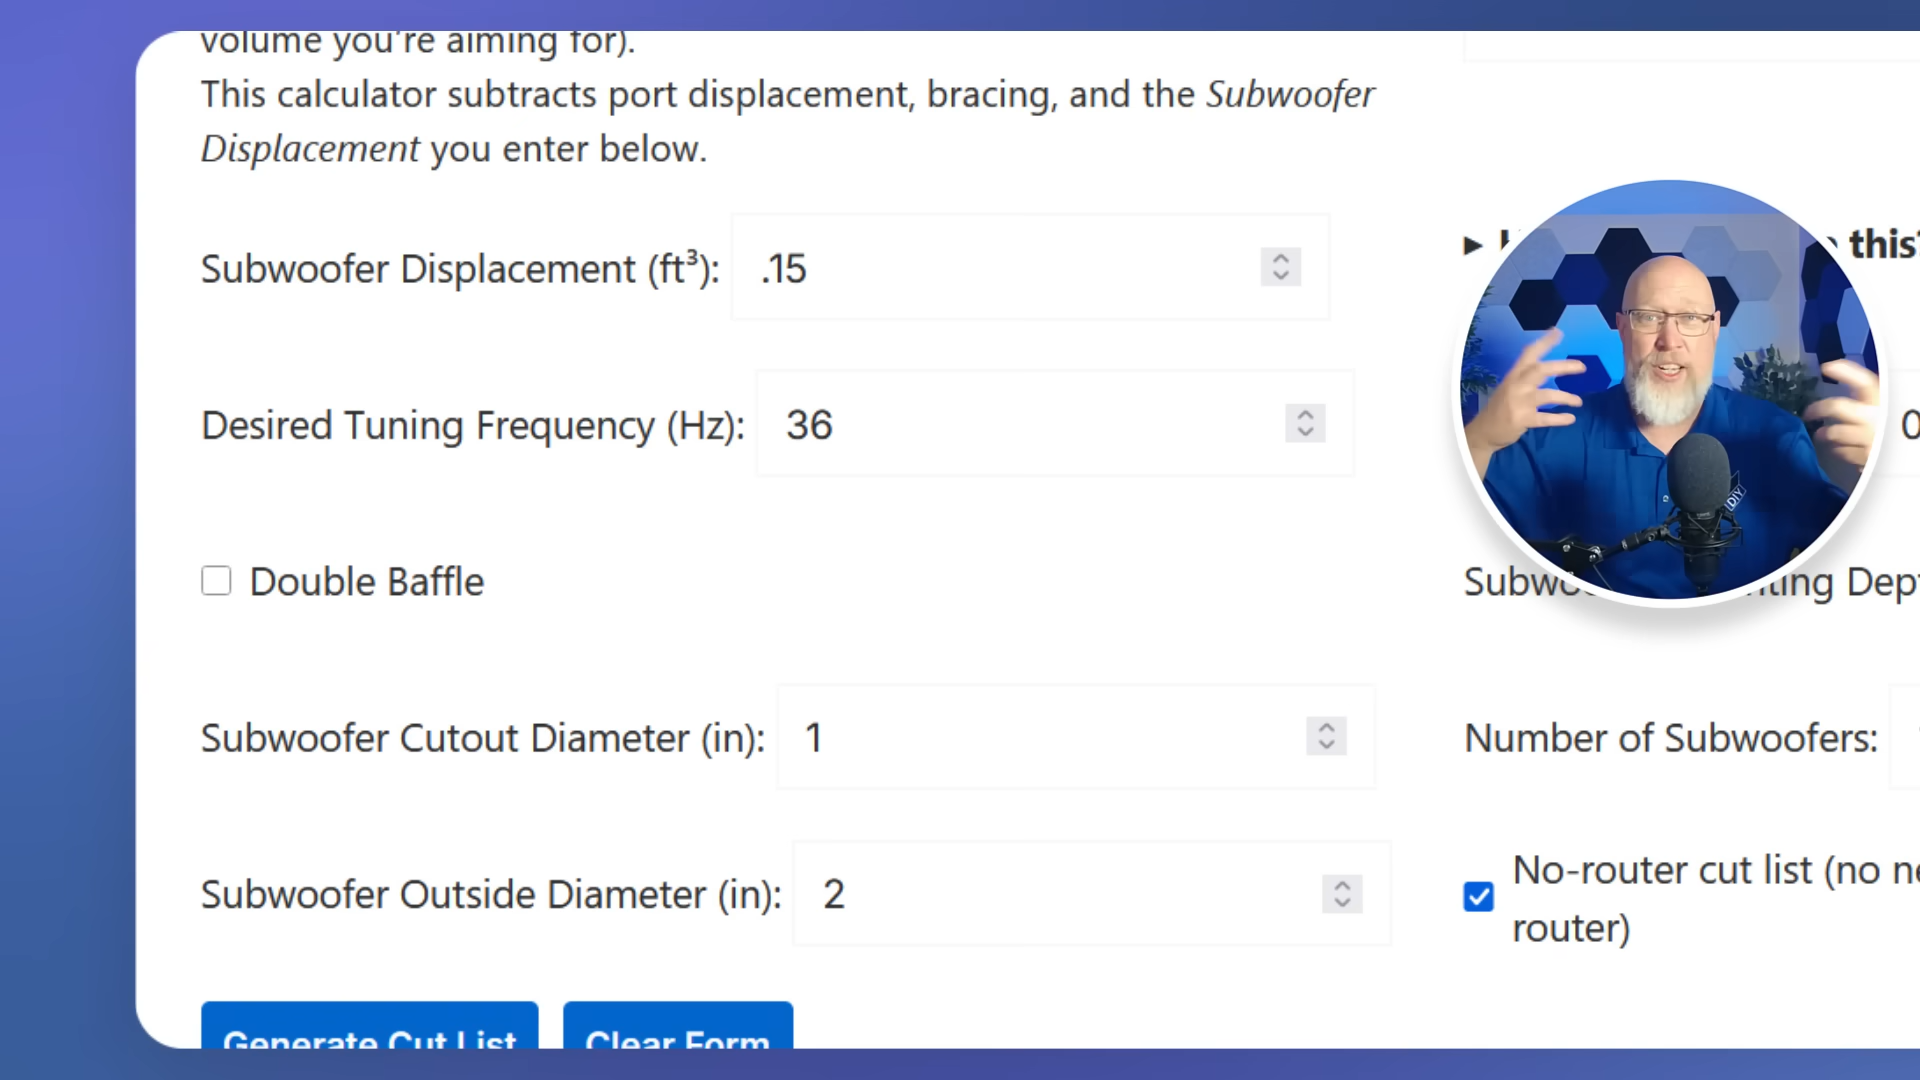 volume you're aiming for).
This calculator subtracts port displacement, bracing, and the Subwoofer
Displacement you enter below.
Subwoofer Displacement (ft³): .15
this?
Desired Tuning Frequency (Hz): 36
0
Double Baffle
Subwoofer Cutout Diameter (in): 1
Number of Subwoofers:
Subwoofer Outside Diameter (in): 2
No-router cut list (no
router)
Generate Cut List
Clear Form
DIY